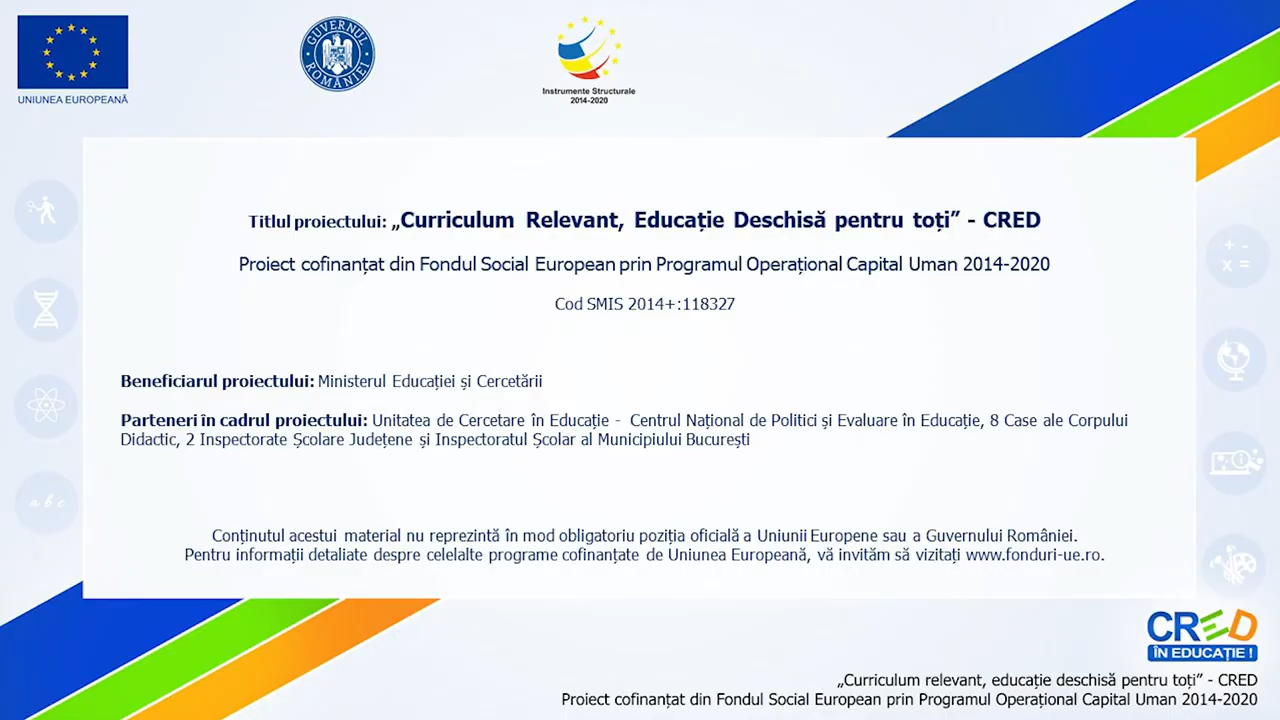 UNIUNEA EUROPEANĂ
GUVERNUL ROMÂNIEI
Instrumente Structurale
2014-2020
Titlul proiectului: „Curriculum Relevant, Educație Deschisă pentru toți” - CRED
Proiect cofinanțat din Fondul Social European prin Programul Operațional Capital Uman 2014-2020
Cod SMIS 2014+:118327
Beneficiarul proiectului: Ministerul Educației și Cercetării
Parteneri în cadrul proiectului: Unitatea de Cercetare în Educație - Centrul Național de Politici și Evaluare în Educație, 8 Case ale Corpului
Didactic, 2 Inspectorate Școlare Județene și Inspectoratul Școlar al Municipiului București
Conținutul acestui material nu reprezintă în mod obligatoriu poziția oficială a Uniunii Europene sau a Guvernului României.
Pentru informații detaliate despre celelalte programe cofinanțate de Uniunea Europeană, vă invităm să vizitați www.fonduri-ue.ro.
+ -
x =
a b c
CRED
ÎN EDUCAȚIE !
„Curriculum relevant, educație deschisă pentru toți” - CRED
Proiect cofinanțat din Fondul Social European prin Programul Operațional Capital Uman 2014-2020